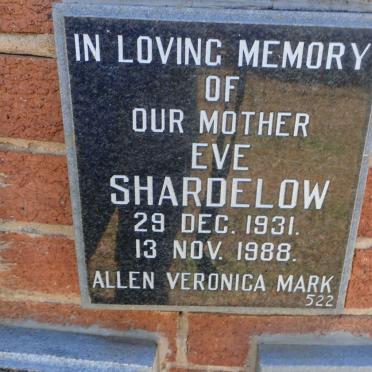 IN LOVING MEMORY
OF
OUR MOTHER
EVE
SHARDELOW
29 DEC. 1931.
13 NOV. 1988.
ALLEN VERONICA MARK
522